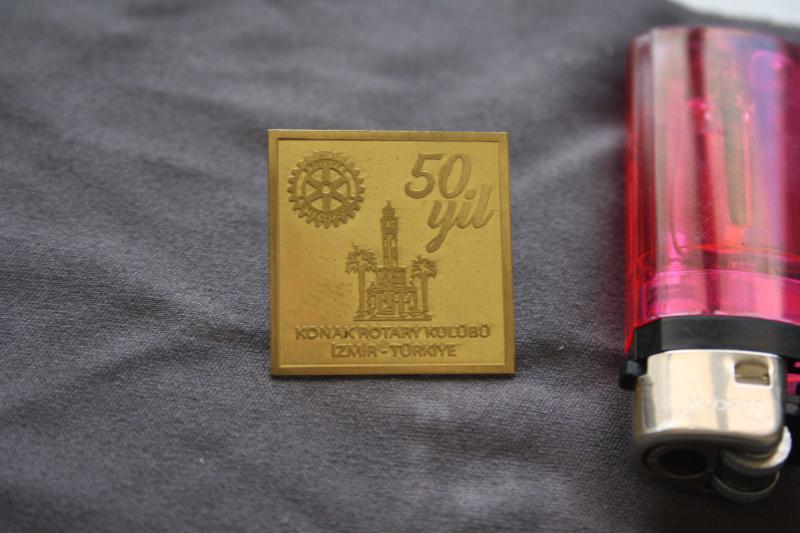 50
yıl
KONAK ROTARY KULÜBÜ
İZMİR - TÜRKİYE